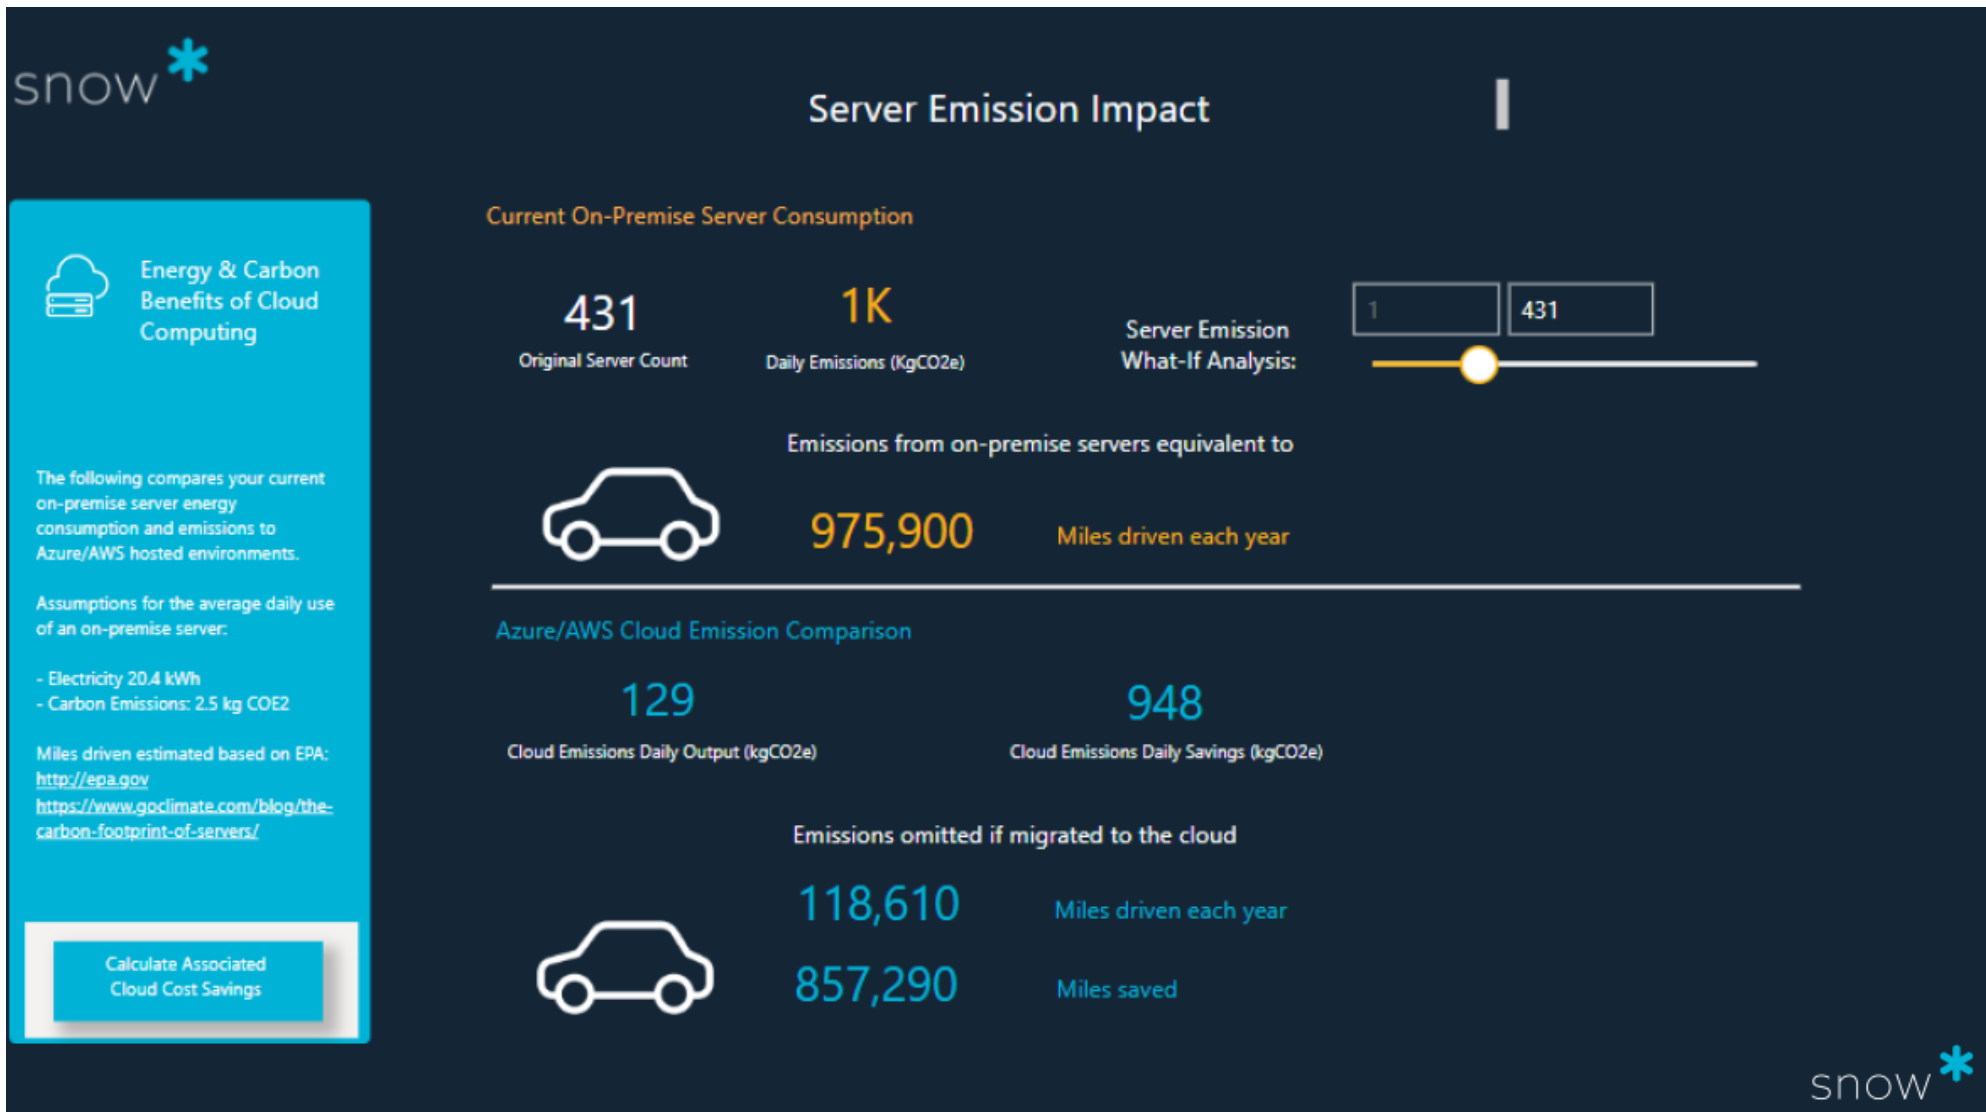 snow
Server Emission Impact
Energy & Carbon
Benefits of Cloud
Computing
The following compares your current
on-premise server energy
consumption and emissions to
Azure/AWS hosted environments.
Assumptions for the average daily use
of an on-premise server:
- Electricity 20.4 kWh
- Carbon Emissions: 2.5 kg COE2
Miles driven estimated based on EPA:
http://epa.gov
https://www.goclimate.com/blog/the-
carbon-footprint-of-servers/
Calculate Associated
Cloud Cost Savings
Current On-Premise Server Consumption
431
Original Server Count
1K
Daily Emissions (KgCO2e)
Server Emission
What-If Analysis:
1
431
Emissions from on-premise servers equivalent to
975,900
Miles driven each year
Azure/AWS Cloud Emission Comparison
129
Cloud Emissions Daily Output (kgCO2e)
948
Cloud Emissions Daily Savings (kgCO2e)
Emissions omitted if migrated to the cloud
118,610
Miles driven each year
857,290
Miles saved
snow